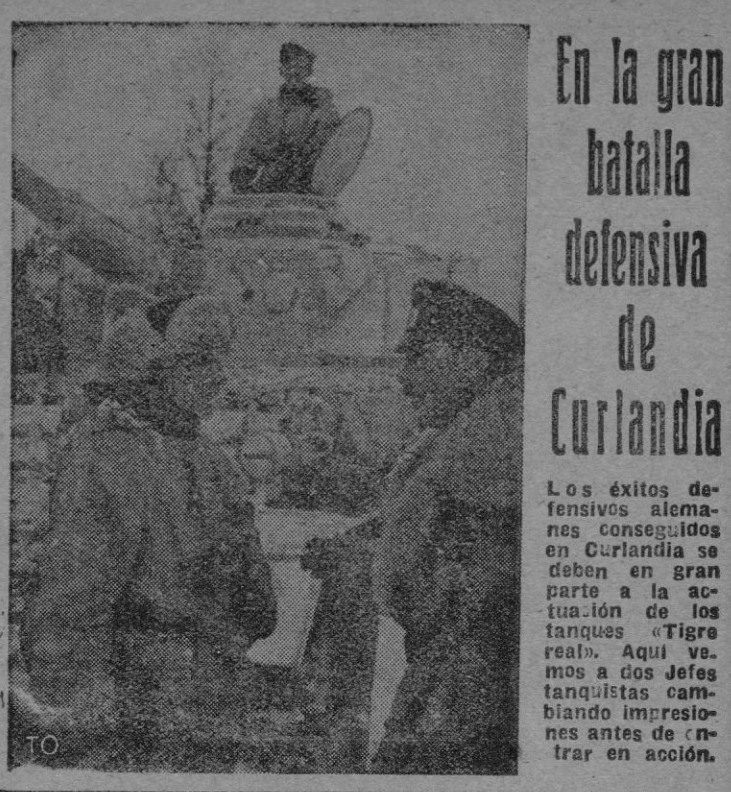 En la gran
batalla
defensiva
de
Curlandia
Los éxitos de-
fensivos alema-
nes conseguidos
en Curlandia se
deben en gran
parte a la ac-
tuación de los
tanques «Tigre
real». Aquí ve-
mos a dos Jefes
tanquistas cam-
biando impresio-
nes antes de en-
trar en acción.
TO